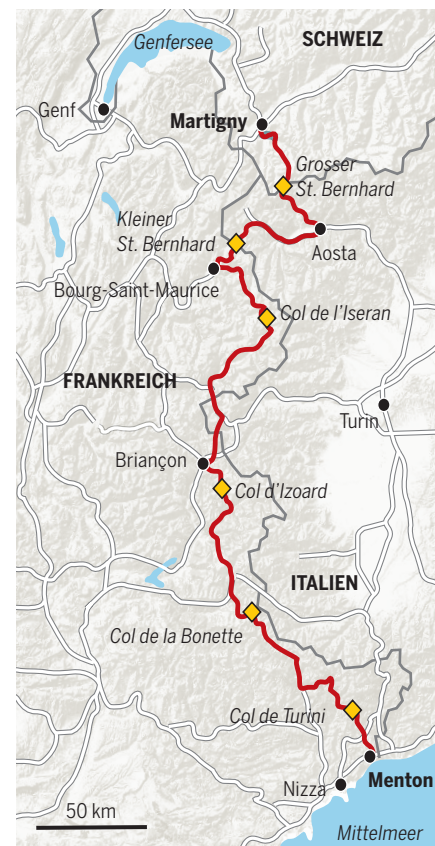 Genfersee
SCHWEIZ
Genf
Martigny
Grosser
St. Bernhard
Kleiner
St. Bernhard
Aosta
Bourg-Saint-Maurice
Col de l'Iseran
FRANKREICH
Turin
Briançon
Col d'Izoard
ITALIEN
Col de la Bonette
Col de Turini
Nizza
Menton
50 km
Mittelmeer